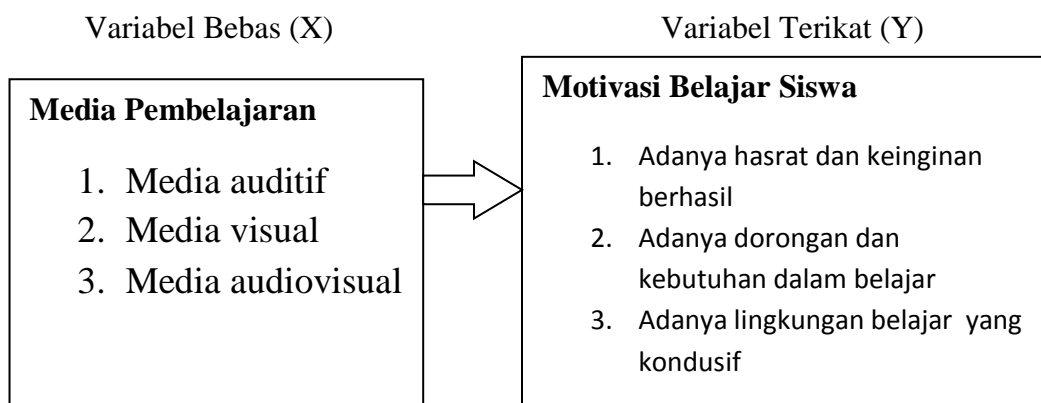 Variabel Bebas (X)
Variabel Terikat (Y)
Media Pembelajaran
1. Media auditif
2. Media visual
3. Media audiovisual
Motivasi Belajar Siswa
1. Adanya hasrat dan keinginan
berhasil
2. Adanya dorongan dan
kebutuhan dalam belajar
3. Adanya lingkungan belajar yang
kondusif